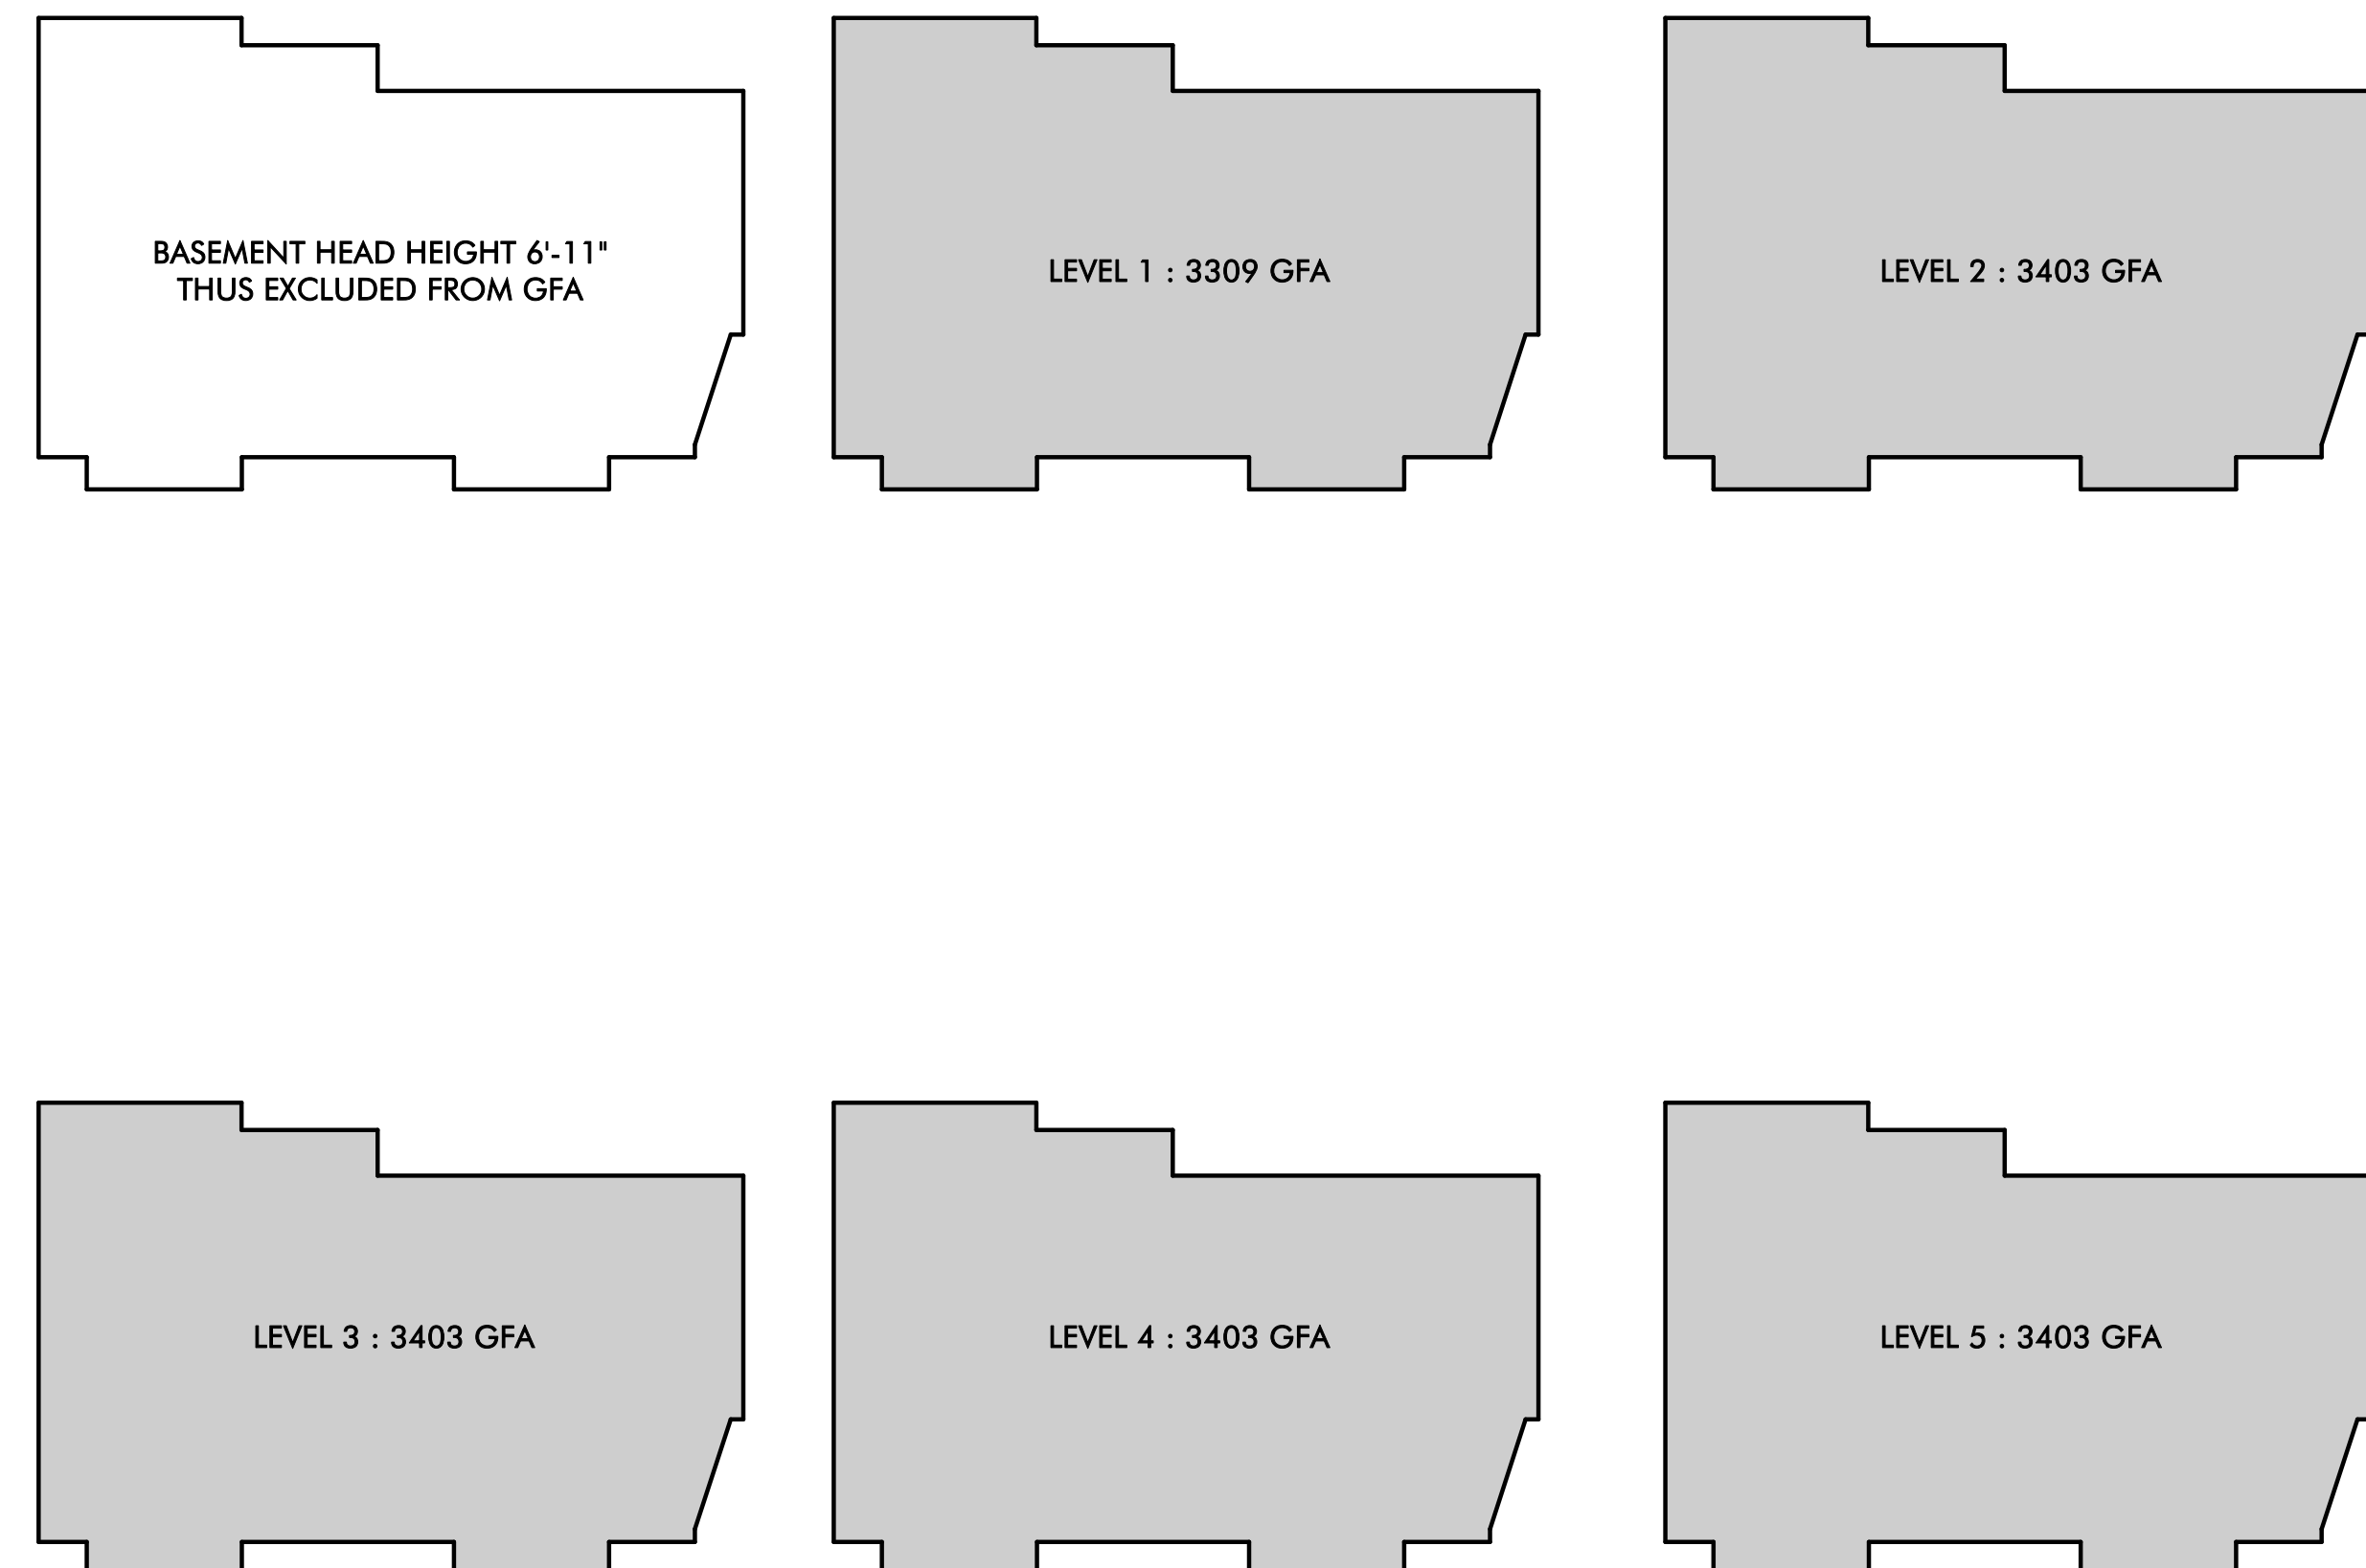 BASEMENT HEAD HEIGHT 6'-11"
THUS EXCLUDED FROM GFA
LEVEL 1 : 3309 GFA
LEVEL 2 : 3403 GFA
LEVEL 3 : 3403 GFA
LEVEL 4 : 3403 GFA
LEVEL 5 : 3403 GFA